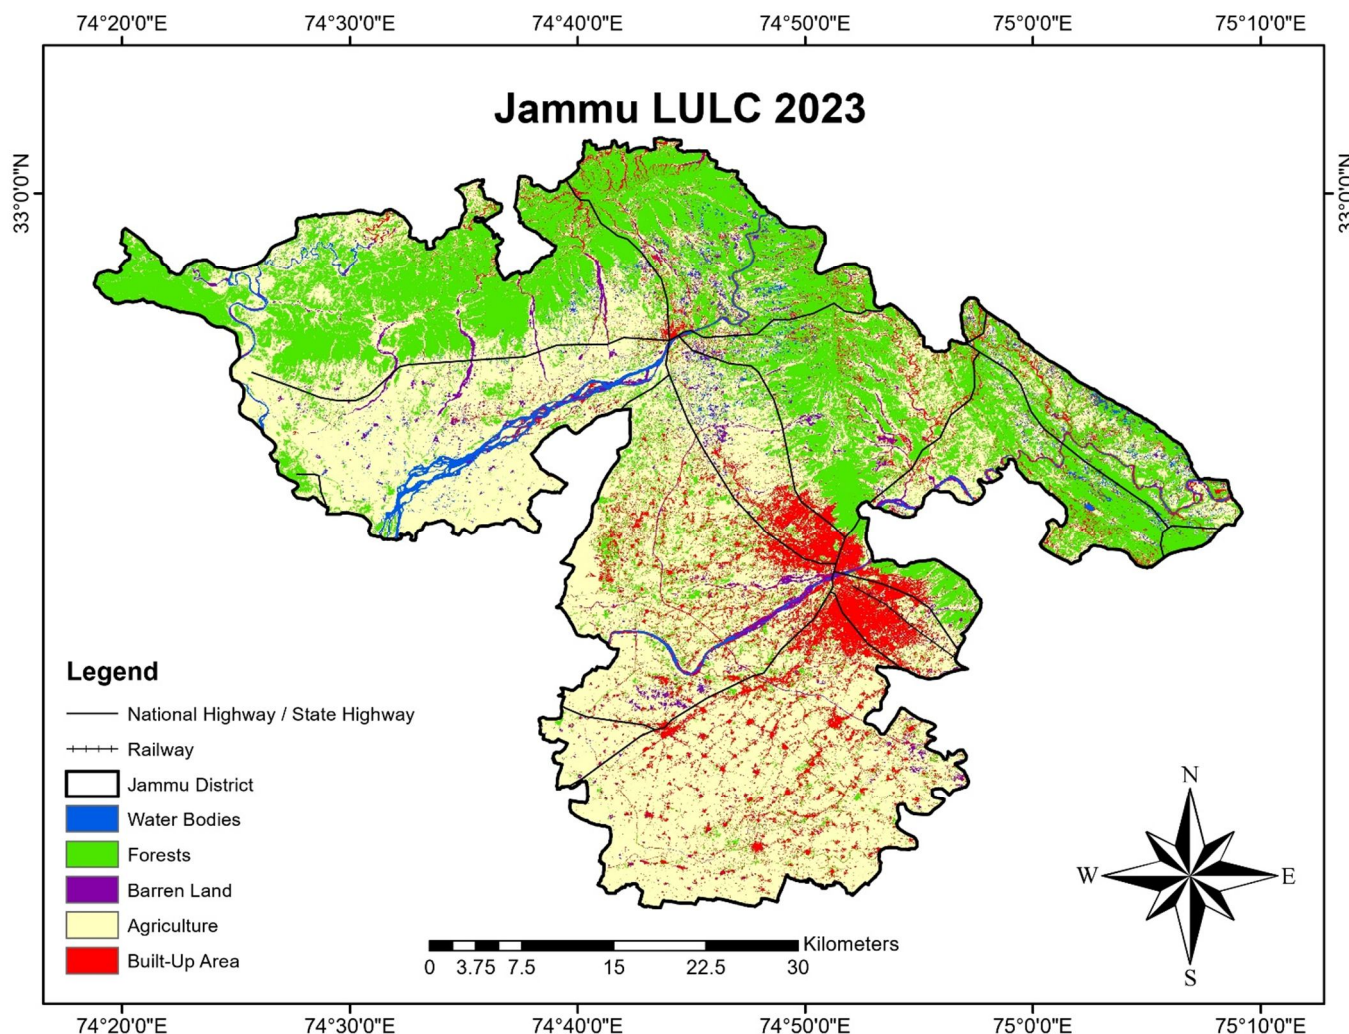 74°20'0"E 74°30'0"E 74°40'0"E 74°50'0"E 75°0'0"E 75°10'0"E
Jammu LULC 2023
33°0'0"N
33°0'0"N
Legend
National Highway / State Highway
Railway
Jammu District
Water Bodies
Forests
Barren Land
Agriculture
Built-Up Area
Kilometers
0 3.75 7.5 15 22.5 30
N
W E
S
74°20'0"E 74°30'0"E 74°40'0"E 74°50'0"E 75°0'0"E 75°10'0"E